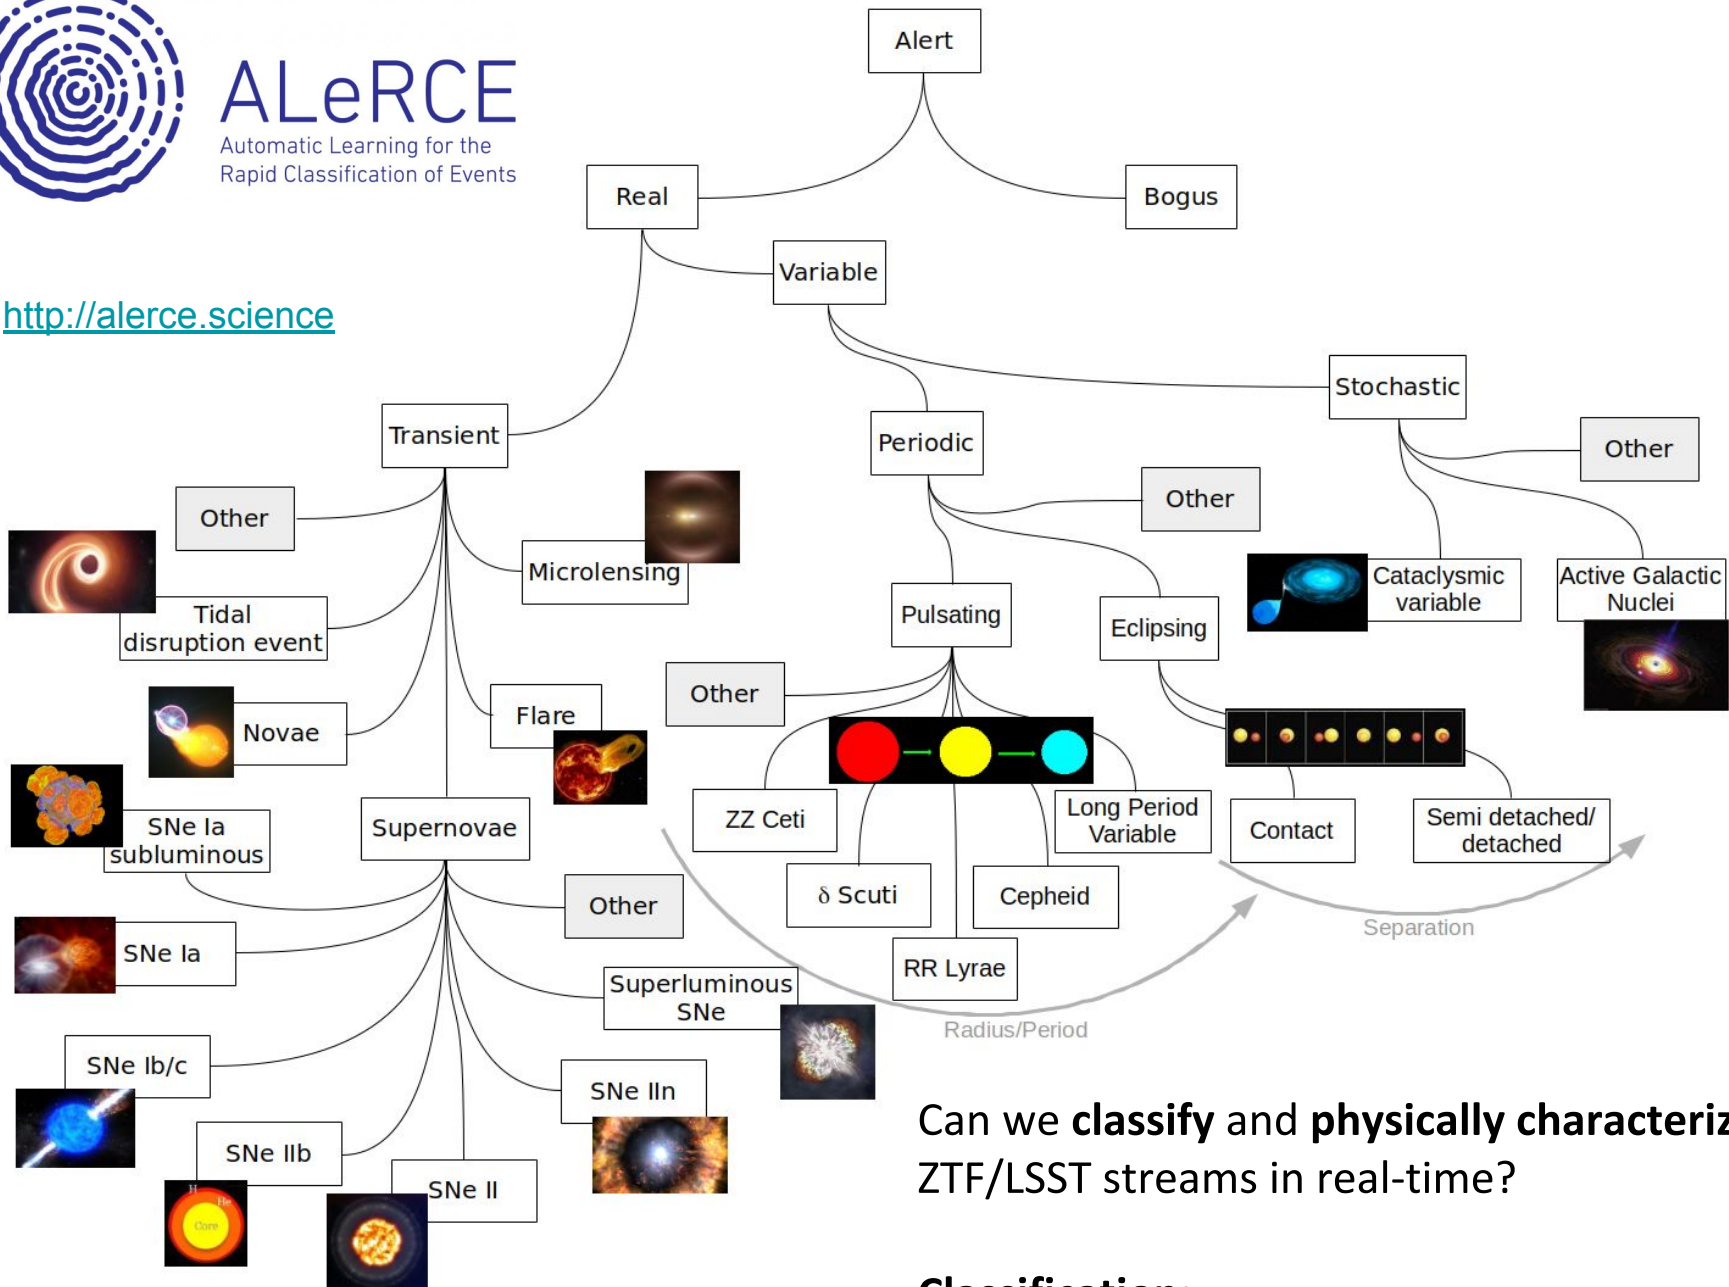 ALeRCE
Automatic Learning for the
Rapid Classification of Events
http://alerce.science
Alert
Real
Bogus
Variable
Stochastic
Transient
Periodic
Other
Other
Other
Microlensing
Cataclysmic
variable
Active Galactic
Nuclei
Tidal
disruption event
Pulsating
Eclipsing
Other
Novae
Flare
ZZ Ceti
Long Period
Variable
SNe Ia
subluminous
Supernovae
Contact
Semi detached/
detached
δ Scuti
Cepheid
Other
Separation
SNe Ia
RR Lyrae
Superluminous
SNe
Radius/Period
SNe Ib/c
SNe IIn
SNe IIb
SNe II
H
He
Core
Can we classify and physically characteriz
ZTF/LSST streams in real-time?